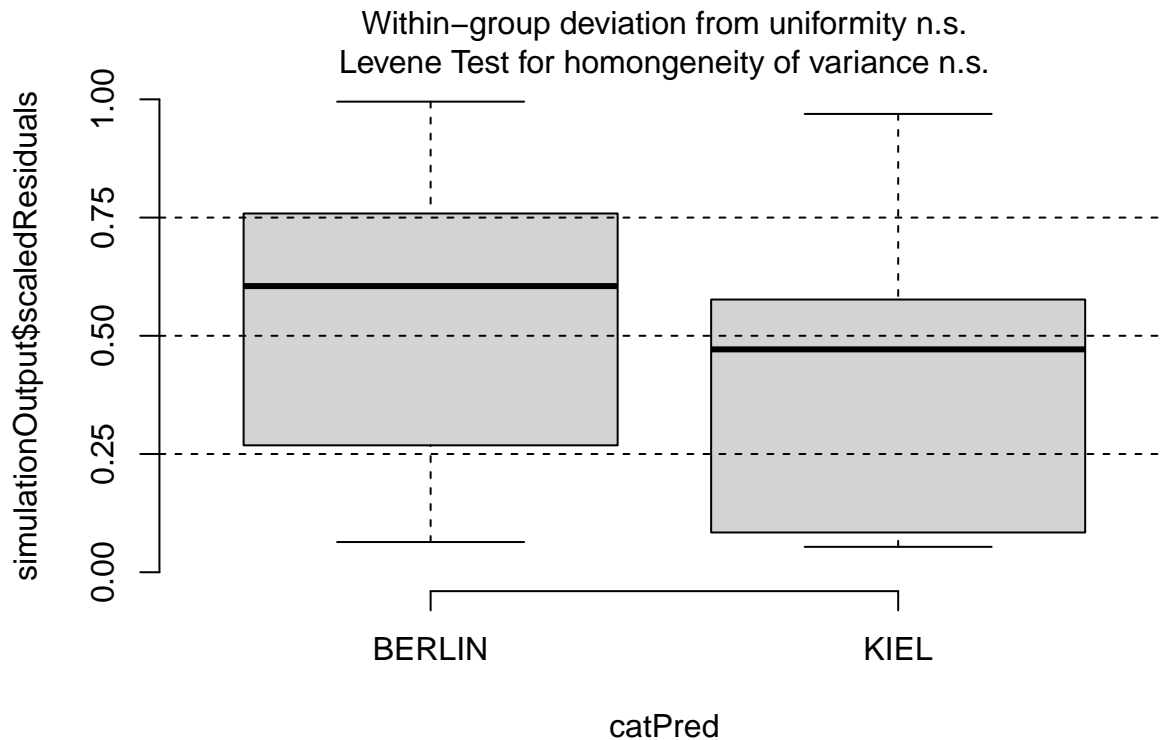 Within−group deviation from uniformity n.s.
Levene Test for homongeneity of variance n.s.
simulationOutput$scaledResiduals
1.00
0.75
0.50
0.25
0.00
BERLIN
KIEL
catPred